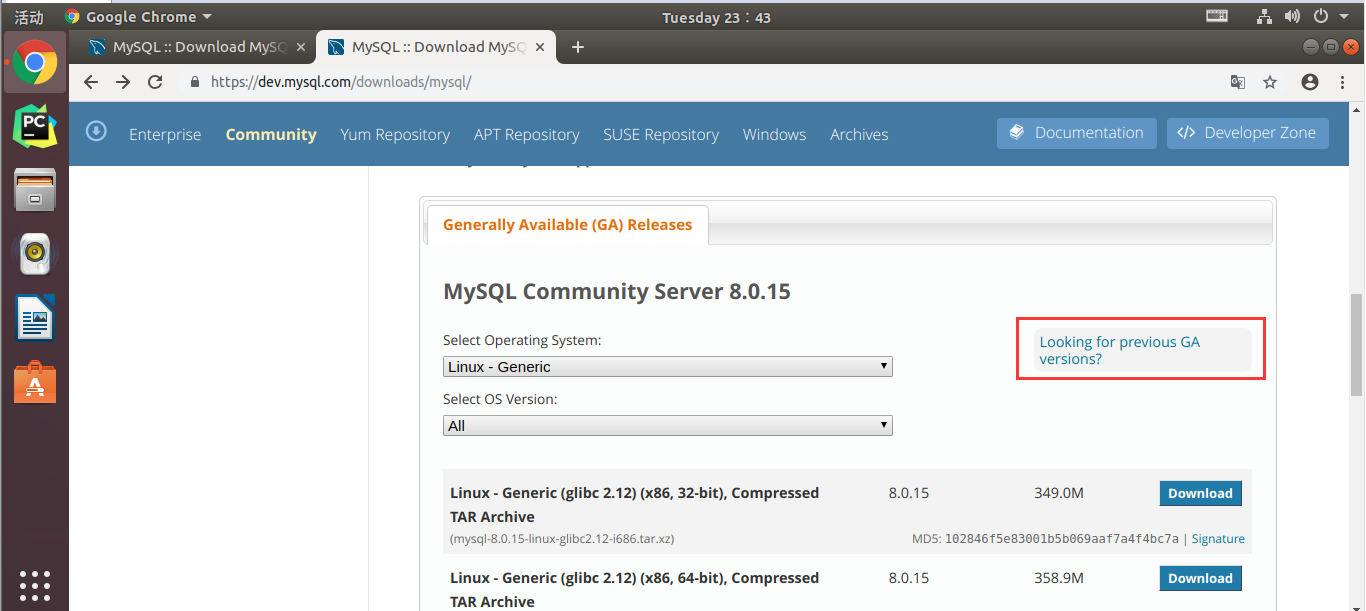 活动
Google Chrome
Tuesday 23：43
MySQL :: Download MySQ
MySQL :: Download MySQ
https://dev.mysql.com/downloads/mysql/
PC
Enterprise
Community
Yum Repository
APT Repository
SUSE Repository
Windows
Archives
Documentation
</> Developer Zone
Generally Available (GA) Releases
MySQL Community Server 8.0.15
Select Operating System:
Looking for previous GA
versions?
Linux - Generic
Select OS Version:
All
Linux - Generic (glibc 2.12) (x86, 32-bit), Compressed
TAR Archive
8.0.15
349.0M
Download
(mysql-8.0.15-linux-glibc2.12-i686.tar.xz)
MD5: 102846f5e83001b5b069aaf7a4f4bc7a | Signature
Linux - Generic (glibc 2.12) (x86, 64-bit), Compressed
TAR Archive
8.0.15
358.9M
Download